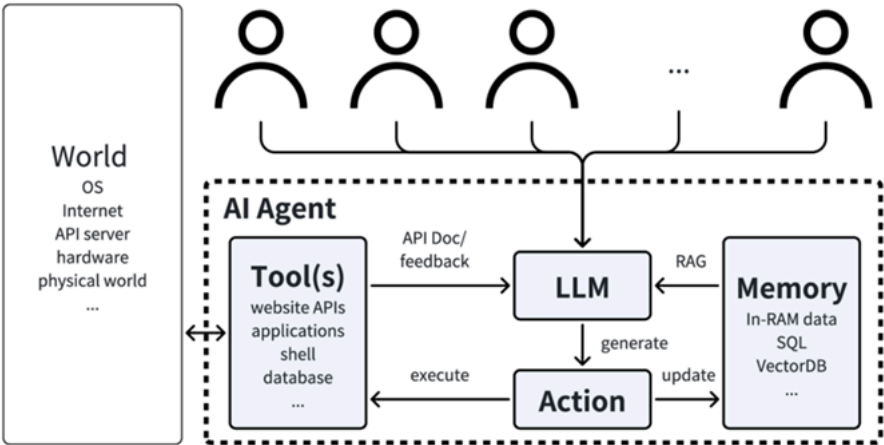 ...
World
OS
Internet
API server
hardware
physical world
...
AI Agent
Tool(s)
website APIs
applications
shell
database
...
API Doc/
feedback
LLM
RAG
Memory
In-RAM data
SQL
VectorDB
...
generate
execute
Action
update